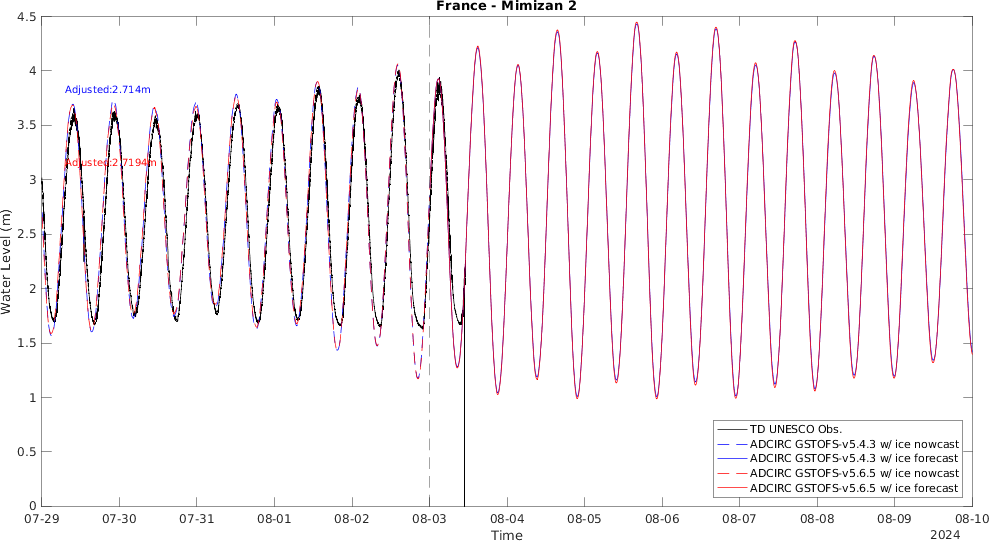 France - Mimizan 2
4.5
4
3.5
3
2.5
2
1.5
1
0.5
0
Water Level (m)
Adjusted:2.714m
Adjusted:2.7194m
TD UNESCO Obs.
ADCIRC GSTOFS-v5.4.3 w/ ice nowcast
ADCIRC GSTOFS-v5.4.3 w/ ice forecast
ADCIRC GSTOFS-v5.6.5 w/ ice nowcast
ADCIRC GSTOFS-v5.6.5 w/ ice forecast
07-29 07-30 07-31 08-01 08-02 08-03 08-04 08-05 08-06 08-07 08-08 08-09 08-10
Time
2024